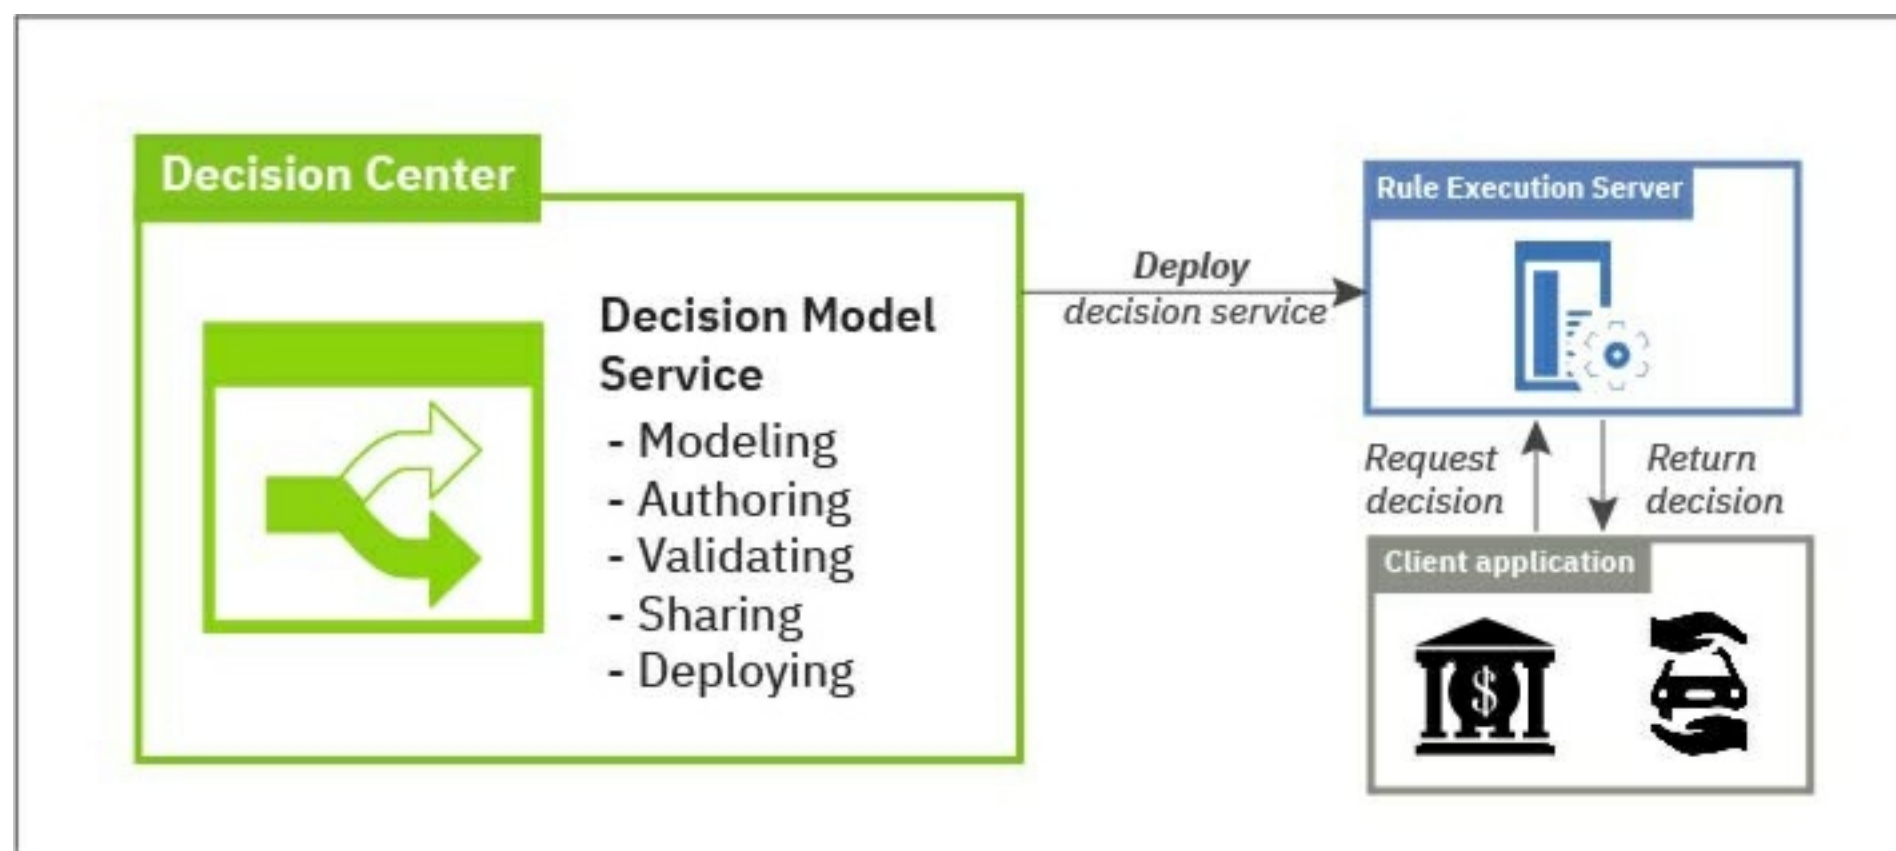 Decision Center
Decision Model
Service
- Modeling
- Authoring
- Validating
- Sharing
- Deploying
Deploy
decision service
Rule Execution Server
Request
decision
Return
decision
Client application
$